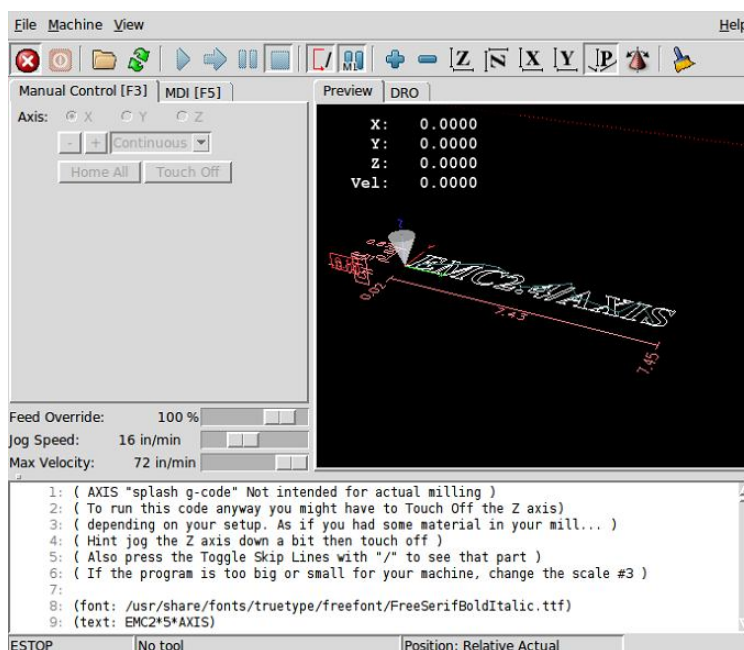 File Machine View Help
Manual Control [F3] MDI [F5] Preview DRO
Axis: X Y Z
- + Continuous
Home All Touch Off
X: 0.0000
Y: 0.0000
Z: 0.0000
Vel: 0.0000
Z
EMC2.4//AXIS
0.02
7.43
7.45
Feed Override: 100 %
Jog Speed: 16 in/min
Max Velocity: 72 in/min
1: ( AXIS "splash g-code" Not intended for actual milling )
2: ( To run this code anyway you might have to Touch Off the Z axis)
3: ( depending on your setup. As if you had some material in your mill... )
4: ( Hint jog the Z axis down a bit then touch off )
5: ( Also press the Toggle Skip Lines with "/" to see that part )
6: ( If the program is too big or small for your machine, change the scale #3 )
7:
8: (font: /usr/share/fonts/truetype/freefont/FreeSerifBoldItalic.ttf)
9: (text: EMC2*5*AXIS)
ESTOP No tool Position: Relative Actual